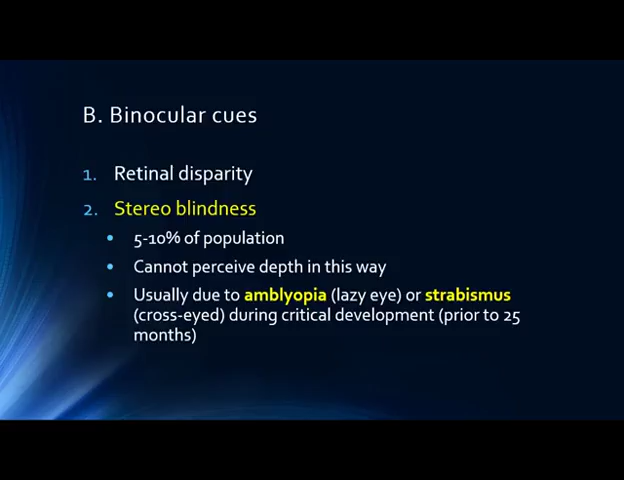 B. Binocular cues
1. Retinal disparity
2. Stereo blindness
• 5-10% of population
• Cannot perceive depth in this way
• Usually due to amblyopia (lazy eye) or strabismus
(cross-eyed) during critical development (prior to 25
months)